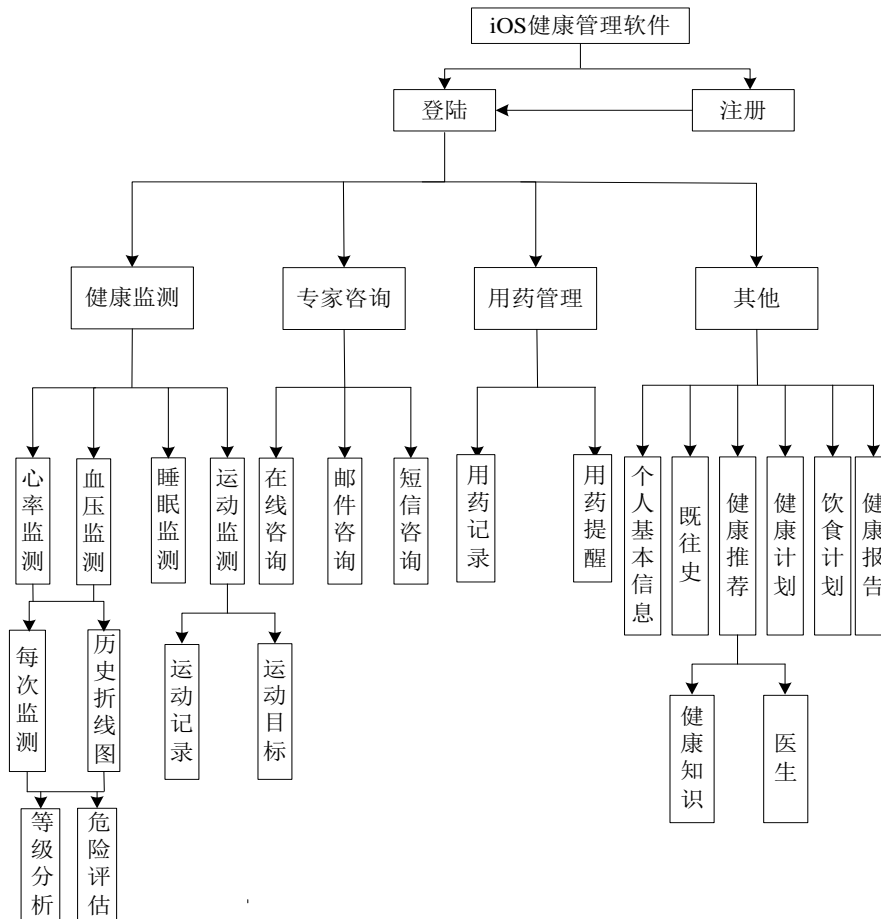 iOS健康管理软件
登陆
注册
健康监测
专家咨询
用药管理
其他
心率监测
血压监测
睡眠监测
运动监测
在线咨询
邮件咨询
短信咨询
用药记录
用药提醒
个人基本信息
既往史
健康推荐
健康计划
饮食计划
健康报告
每次监测
历史折线图
运动记录
运动目标
健康知识
医生
等级分析
危险评估